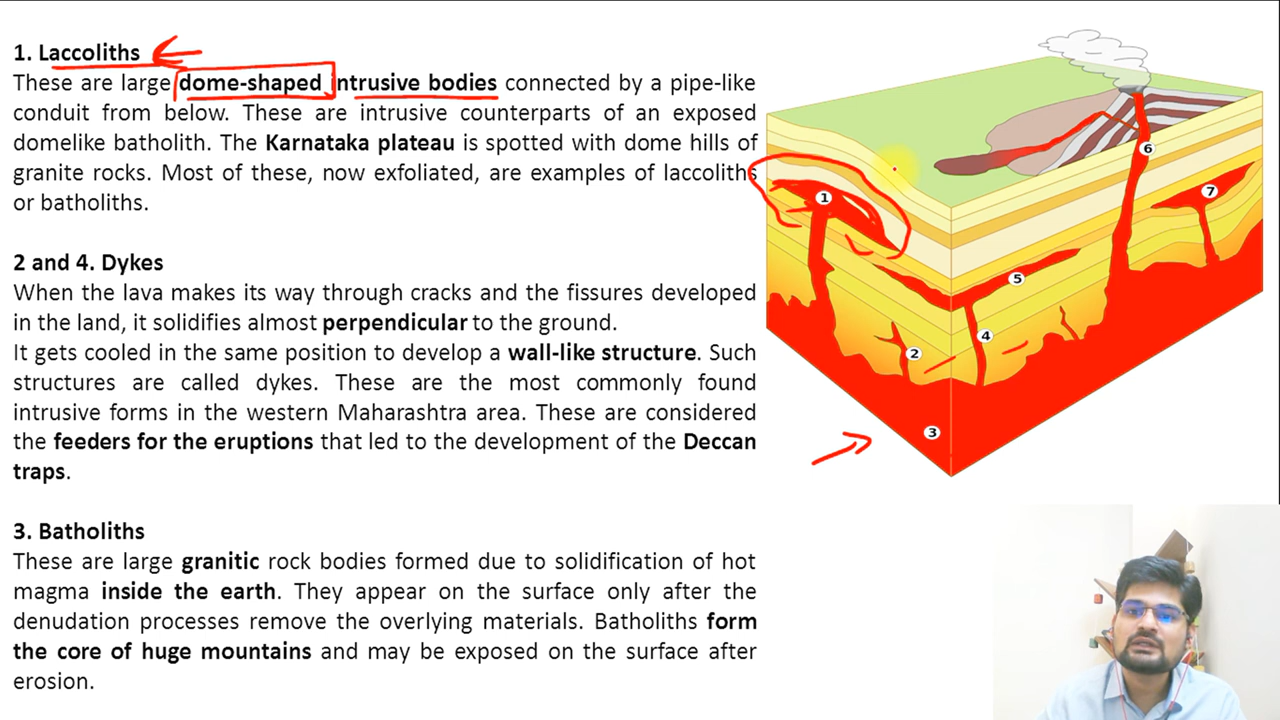 1. Laccoliths
These are large dome-shaped intrusive bodies connected by a pipe-like
conduit from below. These are intrusive counterparts of an exposed
domelike batholith. The Karnataka plateau is spotted with dome hills of
granite rocks. Most of these, now exfoliated, are examples of laccoliths
or batholiths.
2 and 4. Dykes
When the lava makes its way through cracks and the fissures developed
in the land, it solidifies almost perpendicular to the ground.
It gets cooled in the same position to develop a wall-like structure. Such
structures are called dykes. These are the most commonly found
intrusive forms in the western Maharashtra area. These are considered
the feeders for the eruptions that led to the development of the Deccan
traps.
3. Batholiths
These are large granitic rock bodies formed due to solidification of hot
magma inside the earth. They appear on the surface only after the
denudation processes remove the overlying materials. Batholiths form
the core of huge mountains and may be exposed on the surface after
erosion.
6
7
1
5
4
2
3